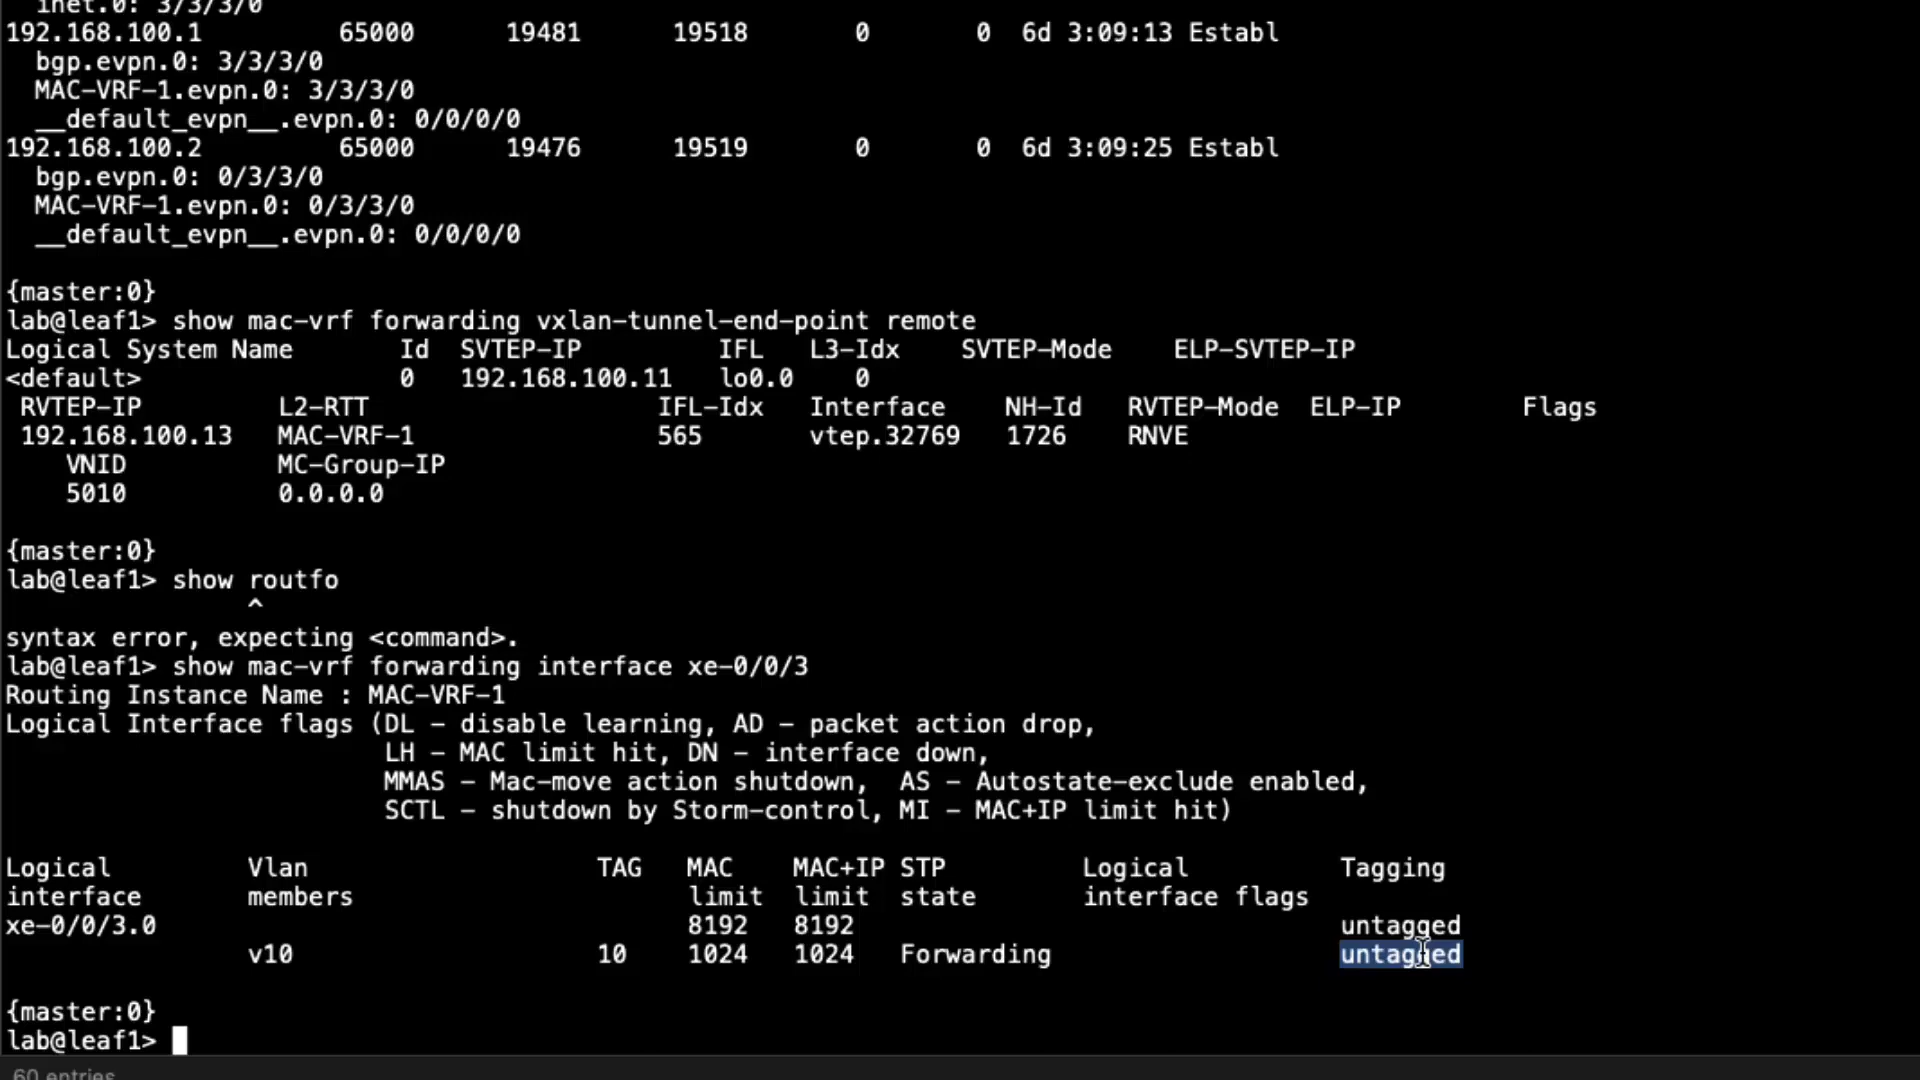 inet.0: 3/3/3/0
192.168.100.1 65000 19481 19518 0 0 6d 3:09:13 Establ
bgp.evpn.0: 3/3/3/0
MAC-VRF-1.evpn.0: 3/3/3/0
__default_evpn__.evpn.0: 0/0/0/0
192.168.100.2 65000 19476 19519 0 0 6d 3:09:25 Establ
bgp.evpn.0: 0/3/3/0
MAC-VRF-1.evpn.0: 0/3/3/0
__default_evpn__.evpn.0: 0/0/0/0
{master:0}
lab@leaf1> show mac-vrf forwarding vxlan-tunnel-end-point remote
Logical System Name Id SVTEP-IP IFL L3-Idx SVTEP-Mode ELP-SVTEP-IP
<default> 0 192.168.100.11 lo0.0 0
RVTEP-IP L2-RTT IFL-Idx Interface NH-Id RVTEP-Mode ELP-IP Flags
192.168.100.13 MAC-VRF-1 565 vtep.32769 1726 RNVE
VNID MC-Group-IP
5010 0.0.0.0
{master:0}
lab@leaf1> show routfo
^
syntax error, expecting <command>.
lab@leaf1> show mac-vrf forwarding interface xe-0/0/3
Routing Instance Name : MAC-VRF-1
Logical Interface flags (DL - disable learning, AD - packet action drop,
LH - MAC limit hit, DN - interface down,
MMAS - Mac-move action shutdown, AS - Autostate-exclude enabled,
SCTL - shutdown by Storm-control, MI - MAC+IP limit hit)
Logical Vlan TAG MAC MAC+IP STP Logical Tagging
interface members limit limit state interface flags
xe-0/0/3.0 8192 8192 untagged
v10 10 1024 1024 Forwarding untagged
{master:0}
lab@leaf1>
60 entries